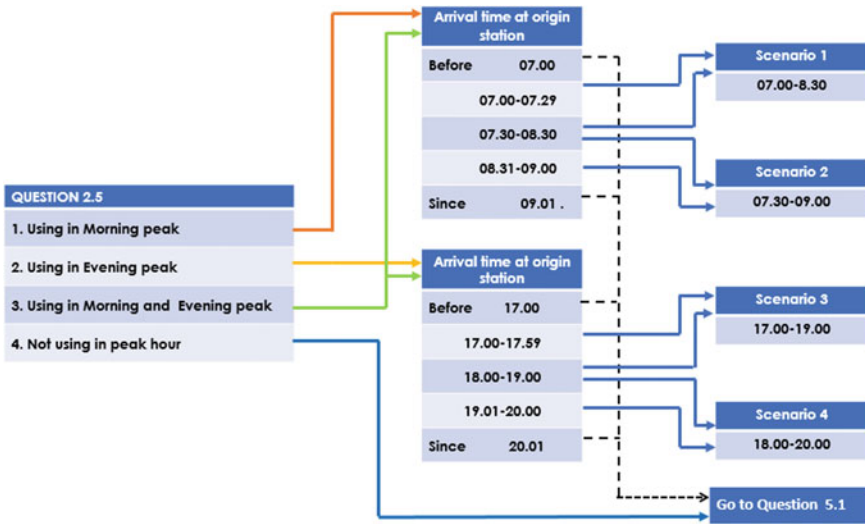 QUESTION 2.5
1. Using in Morning peak
2. Using in Evening peak
3. Using in Morning and Evening peak
4. Not using in peak hour
Arrival time at origin
station
Before 07.00
07.00-07.29
07.30-08.30
08.31-09.00
Since 09.01 .
Arrival time at origin
station
Before 17.00
17.00-17.59
18.00-19.00
19.01-20.00
Since 20.01
Scenario 1
07.00-8.30
Scenario 2
07.30-09.00
Scenario 3
17.00-19.00
Scenario 4
18.00-20.00
Go to Question 5.1